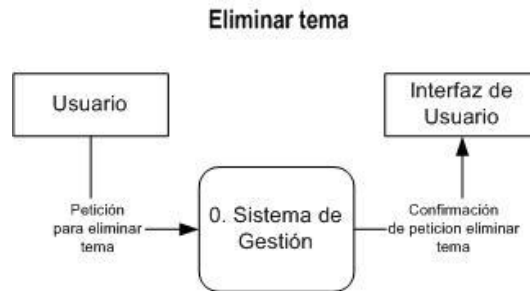 Eliminar tema
Usuario
Interfaz de
Usuario
Petición
para eliminar
tema
0. Sistema de
Gestión
Confirmación
de peticion eliminar
tema